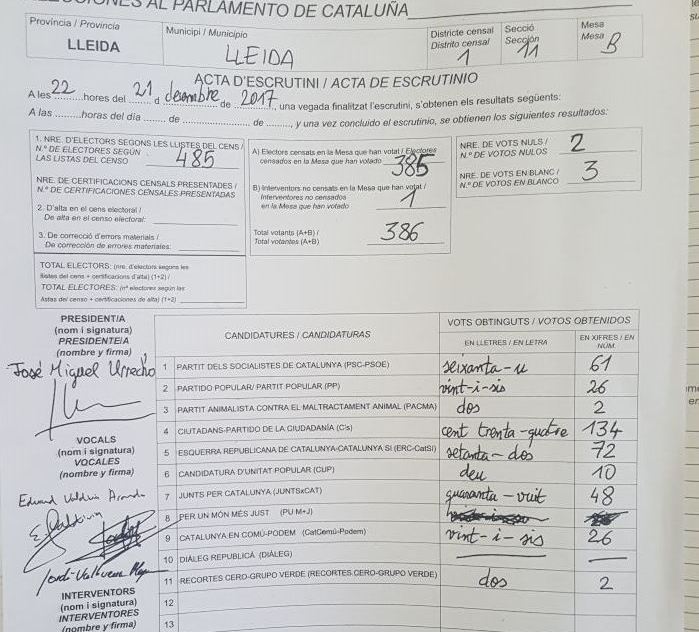 AL PARLAMENTO DE CATALUÑA
Província / Provincia
LLEIDA
Municipi / Municipio
LLEIDA
Districte censal
Distrito censal
1
Secció
Sección
11
Mesa
Mesa
B
ACTA D'ESCRUTINI / ACTA DE ESCRUTINIO
A les 22 hores del 21 d desembre de 2017, una vegada finalitzat l'escrutini, s'obtenen els resultats següents:
A las ........horas del día ........ de ........ de ........, y una vez concluido el escrutinio, se obtienen los siguientes resultados:
1. NRE. D'ELECTORS SEGONS LES LLISTES DEL CENS /
N.º DE ELECTORES SEGÚN
LAS LISTAS DEL CENSO 485
NRE. DE CERTIFICACIONS CENSALS PRESENTADES /
N.º DE CERTIFICACIONES CENSALES PRESENTADAS
2. D'alta en el cens electoral /
De alta en el censo electoral:
3. De correcció d'errors materials /
De corrección de errores materiales:
TOTAL ELECTORS: (nre. d'electors segons les
llistes del cens + certificacions d'alta) (1+2) /
TOTAL ELECTORES: (nº electores según las
listas del censo + certificaciones de alta) (1+2)
A) Electors censats en la Mesa que han votat / Electores
censados en la Mesa que han votado 385
B) Interventors no censats en la Mesa que han votat /
Interventores no censados
en la Mesa que han votado 1
Total votants (A+B) /
Total votantes (A+B) 386
NRE. DE VOTS NULS /
N.º DE VOTOS NULOS 2
NRE. DE VOTS EN BLANC /
N.º DE VOTOS EN BLANCO 3
PRESIDENT/A
(nom i signatura)
PRESIDENTE/A
(nombre y firma)
José Miguel Urrecho
VOCALS
(nom i signatura)
VOCALES
(nombre y firma)
INTERVENTORS
(nom i signatura)
INTERVENTORES
(nombre y firma)
CANDIDATURES / CANDIDATURAS
VOTS OBTINGUTS / VOTOS OBTENIDOS
EN LLETRES / EN LETRA
EN XIFRES / EN NÚM.
1 PARTIT DELS SOCIALISTES DE CATALUNYA (PSC-PSOE) seixanta-u 61
2 PARTIDO POPULAR/ PARTIT POPULAR (PP) vint-i-sis 26
3 PARTIT ANIMALISTA CONTRA EL MALTRACTAMENT ANIMAL (PACMA) dos 2
4 CIUTADANS-PARTIDO DE LA CIUDADANÍA (C's) cent trenta-quatre 134
5 ESQUERRA REPUBLICANA DE CATALUNYA-CATALUNYA SÍ (ERC-CatSí) setanta-dos 72
6 CANDIDATURA D'UNITAT POPULAR (CUP) deu 10
7 JUNTS PER CATALUNYA (JUNTSxCAT) quaranta-vuit 48
8 PER UN MÓN MÉS JUST (PUM+J)
9 CATALUNYA EN COMÚ-PODEM (CatComú-Podem) vint-i-sis 26
10 DIÀLEG REPUBLICÀ (DIÀLEG)
11 RECORTES CERO-GRUPO VERDE (RECORTES CERO-GRUPO VERDE) dos 2
12
13